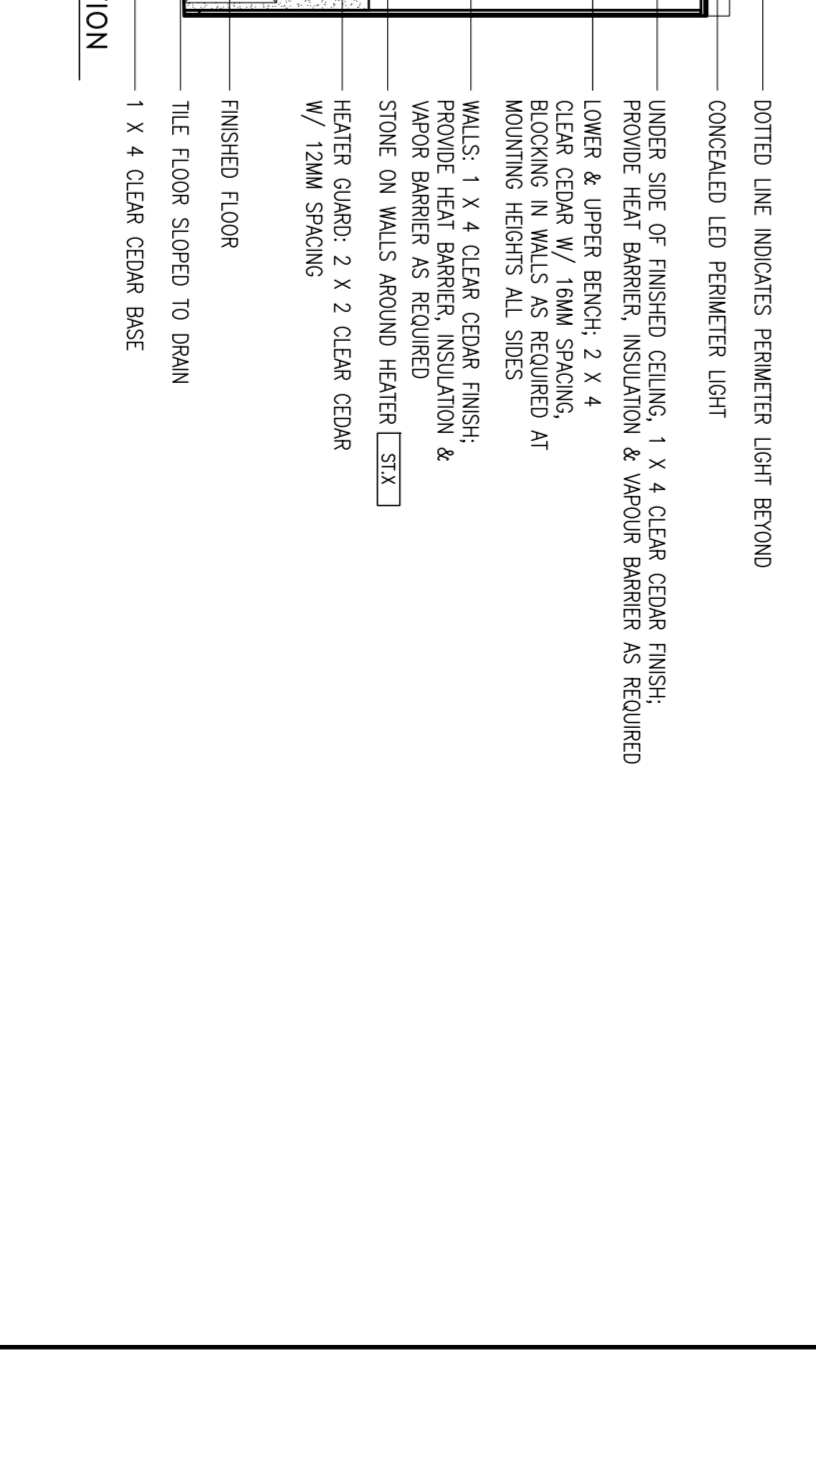 DOTTED LINE INDICATES PERIMETER LIGHT BEYOND
CONCEALED LED PERIMETER LIGHT
UNDER SIDE OF FINISHED CEILING, 1 X 4 CLEAR CEDAR FINISH;
PROVIDE HEAT BARRIER, INSULATION & VAPOUR BARRIER AS REQUIRED
LOWER & UPPER BENCH; 2 X 4
CLEAR CEDAR W/ 16MM SPACING,
BLOCKING IN WALLS AS REQUIRED AT
MOUNTING HEIGHTS ALL SIDES
WALLS: 1 X 4 CLEAR CEDAR FINISH;
PROVIDE HEAT BARRIER, INSULATION &
VAPOR BARRIER AS REQUIRED
STONE ON WALLS AROUND HEATER ST.X
HEATER GUARD: 2 X 2 CLEAR CEDAR
W/ 12MM SPACING
FINISHED FLOOR
TILE FLOOR SLOPED TO DRAIN
1 X 4 CLEAR CEDAR BASE
TION